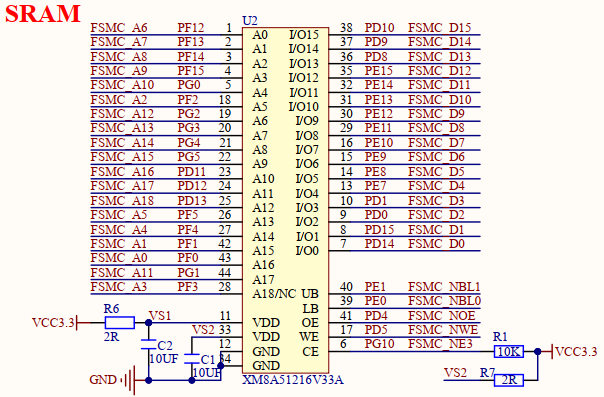 SRAM
U2
FSMC_A6 PF12 1 A0 I/O15 38 PD10 FSMC_D15
FSMC_A7 PF13 2 A1 I/O14 37 PD9 FSMC_D14
FSMC_A8 PF14 3 A2 I/O13 36 PD8 FSMC_D13
FSMC_A9 PF15 4 A3 I/O12 35 PE15 FSMC_D12
FSMC_A10 PG0 5 A4 I/O11 32 PE14 FSMC_D11
FSMC_A2 PF2 18 A5 I/O10 31 PE13 FSMC_D10
FSMC_A12 PG2 19 A6 I/O9 30 PE12 FSMC_D9
FSMC_A13 PG3 20 A7 I/O8 29 PE11 FSMC_D8
FSMC_A14 PG4 21 A8 I/O7 16 PE10 FSMC_D7
FSMC_A15 PG5 22 A9 I/O6 15 PE9 FSMC_D6
FSMC_A16 PD11 23 A10 I/O5 14 PE8 FSMC_D5
FSMC_A17 PD12 24 A11 I/O4 13 PE7 FSMC_D4
FSMC_A18 PD13 25 A12 I/O3 10 PD1 FSMC_D3
FSMC_A5 PF5 26 A13 I/O2 9 PD0 FSMC_D2
FSMC_A4 PF4 27 A14 I/O1 8 PD15 FSMC_D1
FSMC_A1 PF1 42 A15 I/O0 7 PD14 FSMC_D0
FSMC_A0 PF0 43 A16
FSMC_A11 PG1 44 A17
FSMC_A3 PF3 28 A18/NC UB 40 PE1 FSMC_NBL1
LB 39 PE0 FSMC_NBL0
VCC3.3 R6 2R VS1 11 VDD OE 41 PD4 FSMC_NOE
VS2 33 VDD WE 17 PD5 FSMC_NWE
C2 10UF 12 GND CE 6 PG10 FSMC_NE3 R1 10K VCC3.3
C1 10UF 34 GND
GND XM8A51216V33A VS2 R7 2R